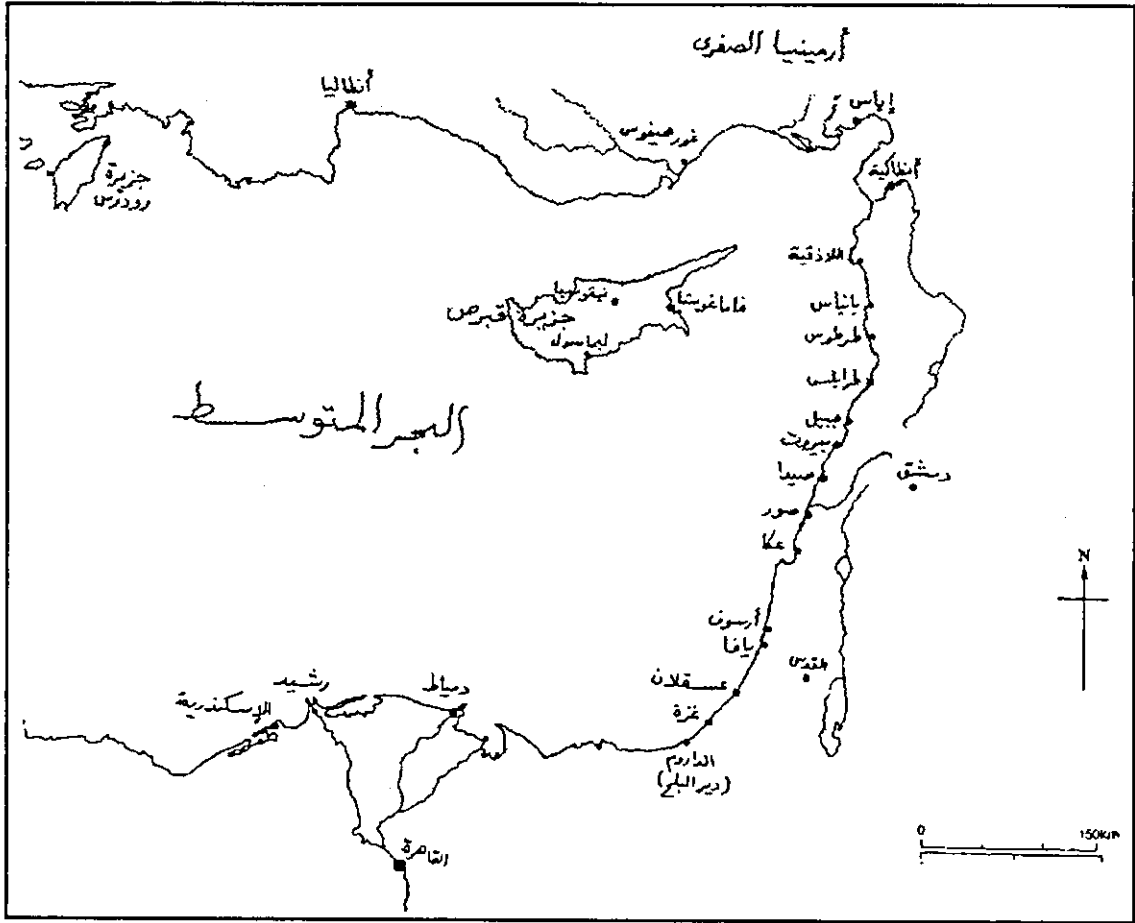 أرمينيا الصغرى
أنطاليا
إياس
غورهيغوس
أنطاكية
جزيرة
رودوس
اللاذقية
نيقوسيا
فاماغوستا
بانياس
جزيرة قبرص
طرطوس
ليماسول
طرابلس
البحر المتوسط
جبيل
بيروت
صيدا
دمشق
صور
عكا
N
أرسوف
يافا
القدس
عسقلان
دمياط
رشيد
الإسكندرية
غزة
الداروم
(دير البلح)
0 150km
القاهرة